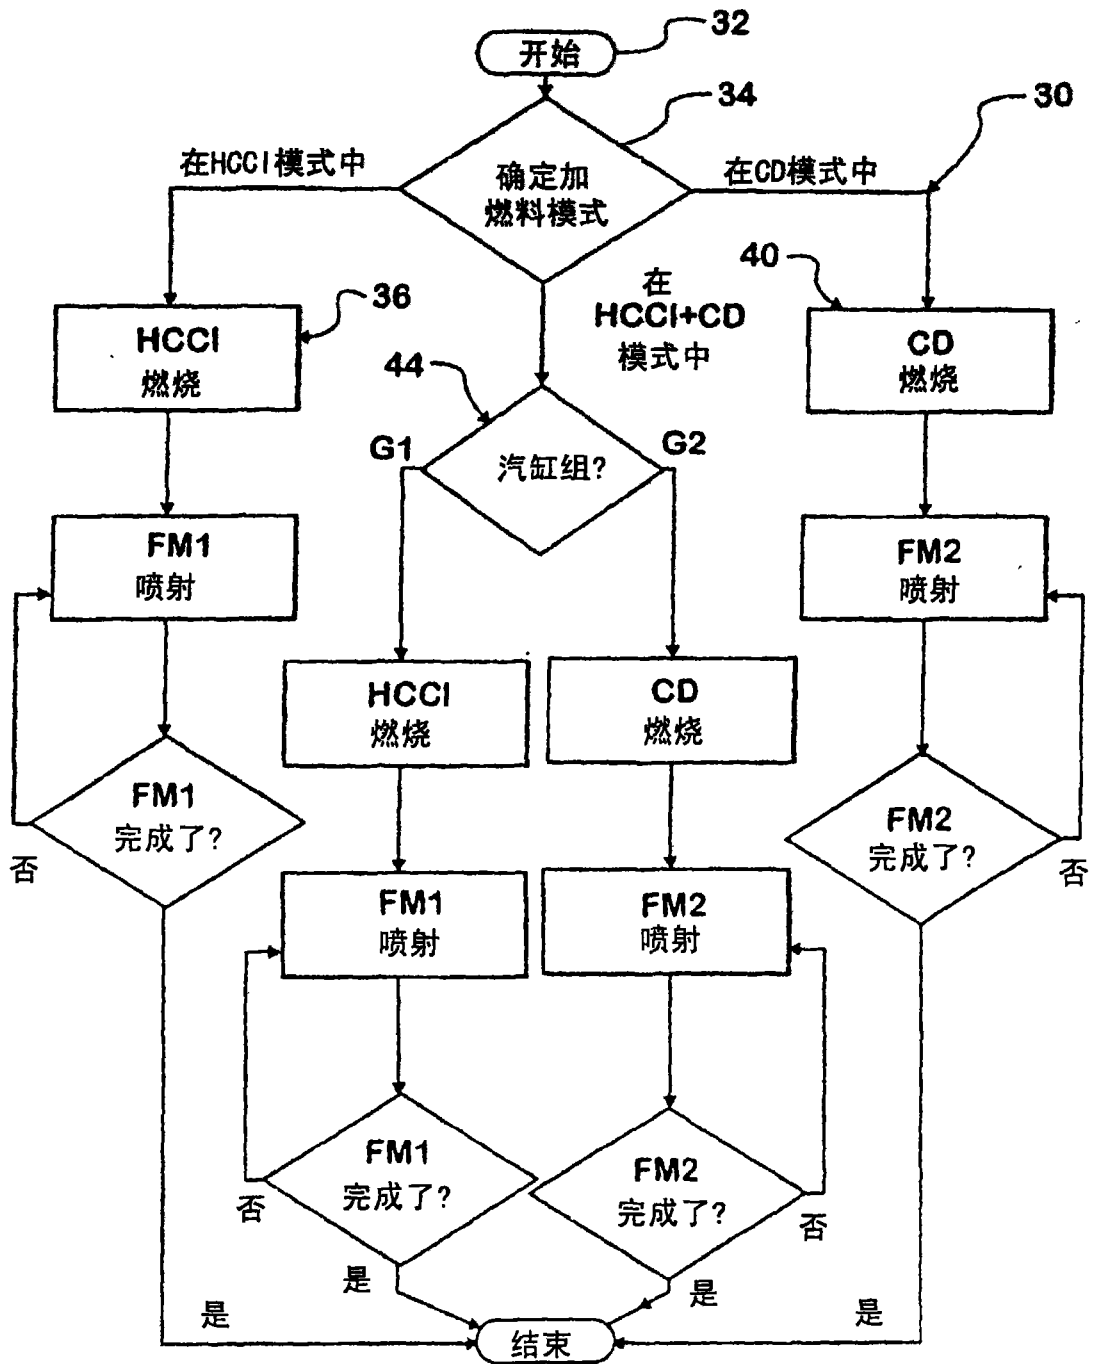 开始
32
34
30
确定加
燃料模式
在HCCI模式中
在CD模式中
在
HCCI+CD
模式中
36
40
HCCI
燃烧
CD
燃烧
44
G1
汽缸组?
G2
FM1
喷射
FM2
喷射
HCCI
燃烧
CD
燃烧
FM1
完成了?
否
FM2
完成了?
否
FM1
喷射
FM2
喷射
FM1
完成了?
否
FM2
完成了?
否
是
是
是
是
结束